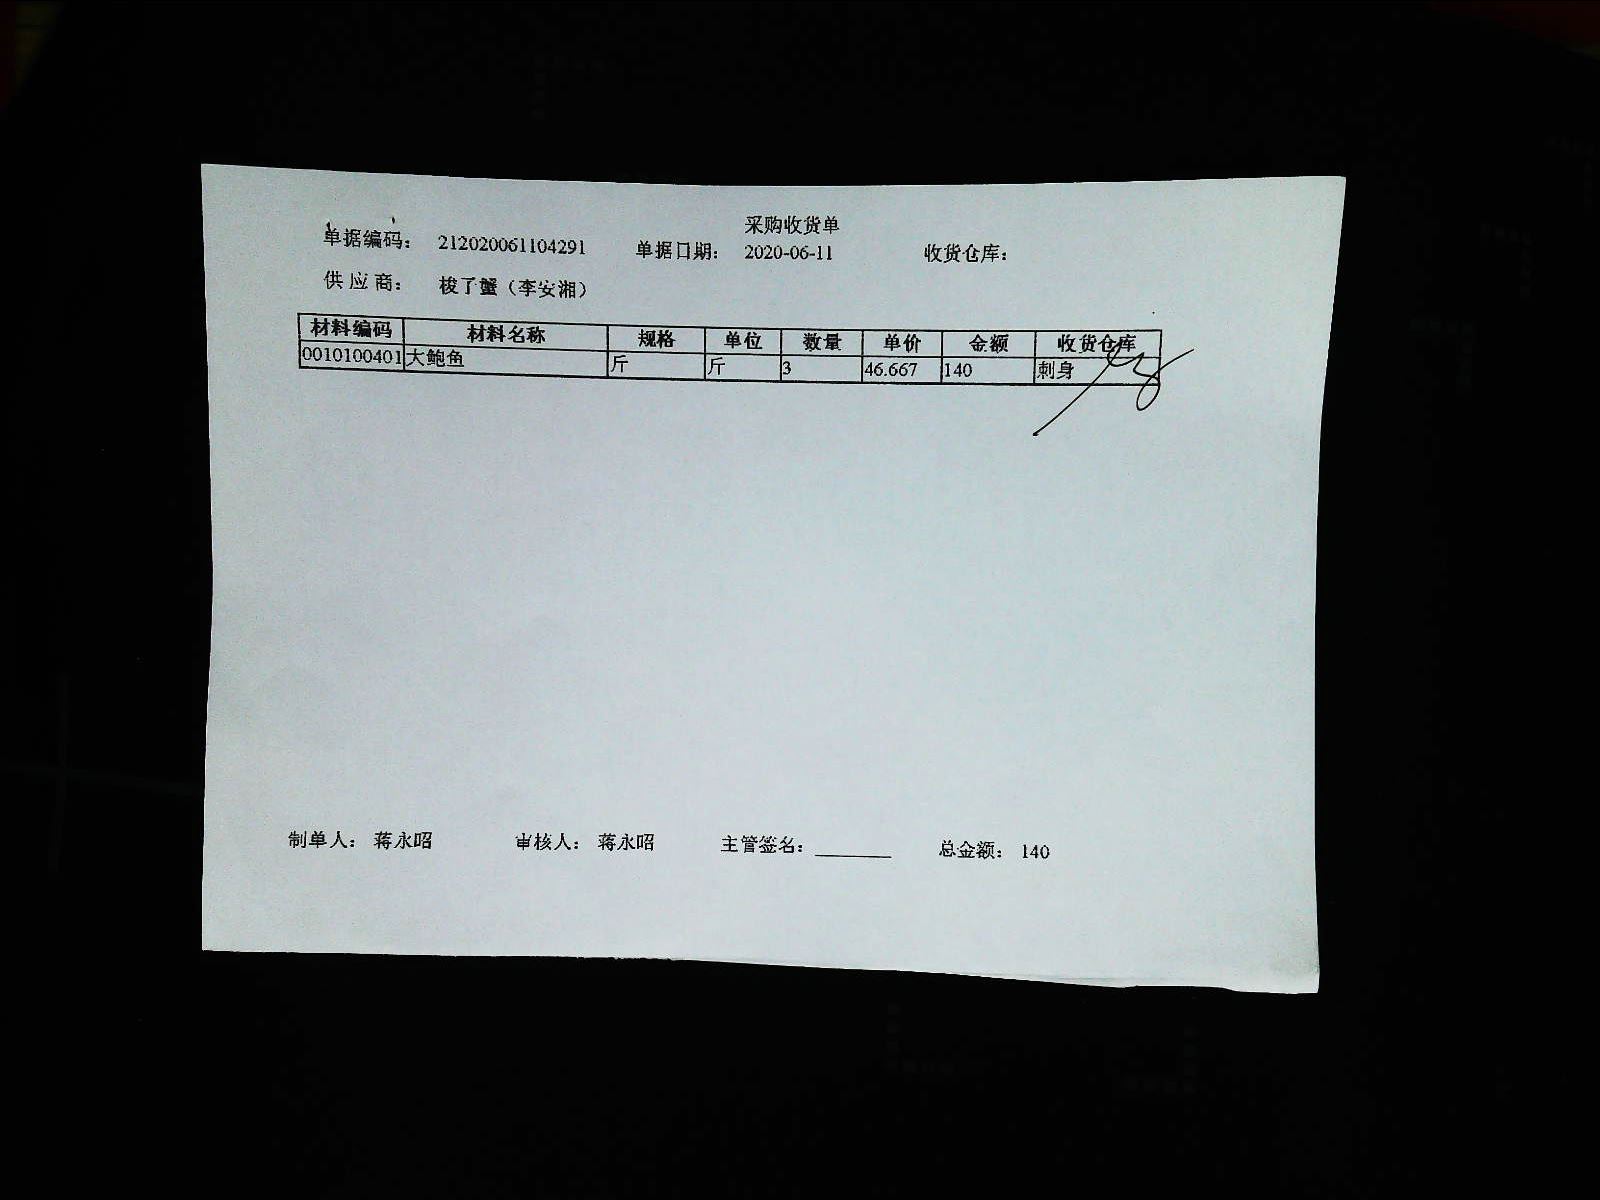 采购收货单
单据编码： 212020061104291 单据日期： 2020-06-11 收货仓库：
供 应 商： 梭子蟹（李安湘）
材料编码 材料名称 规格 单位 数量 单价 金额 收货仓库
0010100401 大鲍鱼 斤 斤 3 46.667 140 刺身
制单人： 蒋永昭 审核人： 蒋永昭 主管签名： 总金额： 140